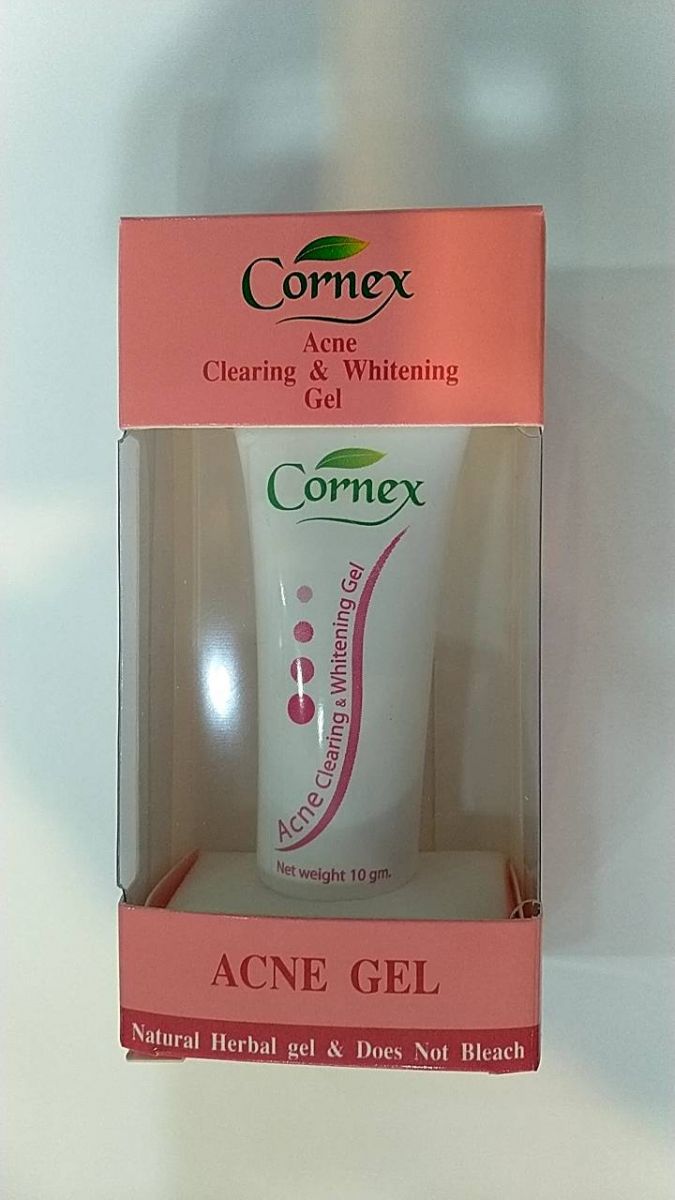 Cornex
Acne
Clearing & Whitening
Gel
Cornex
Acne Clearing & Whitening Gel
Net weight 10 gm.
ACNE GEL
Natural Herbal gel & Does Not Bleach